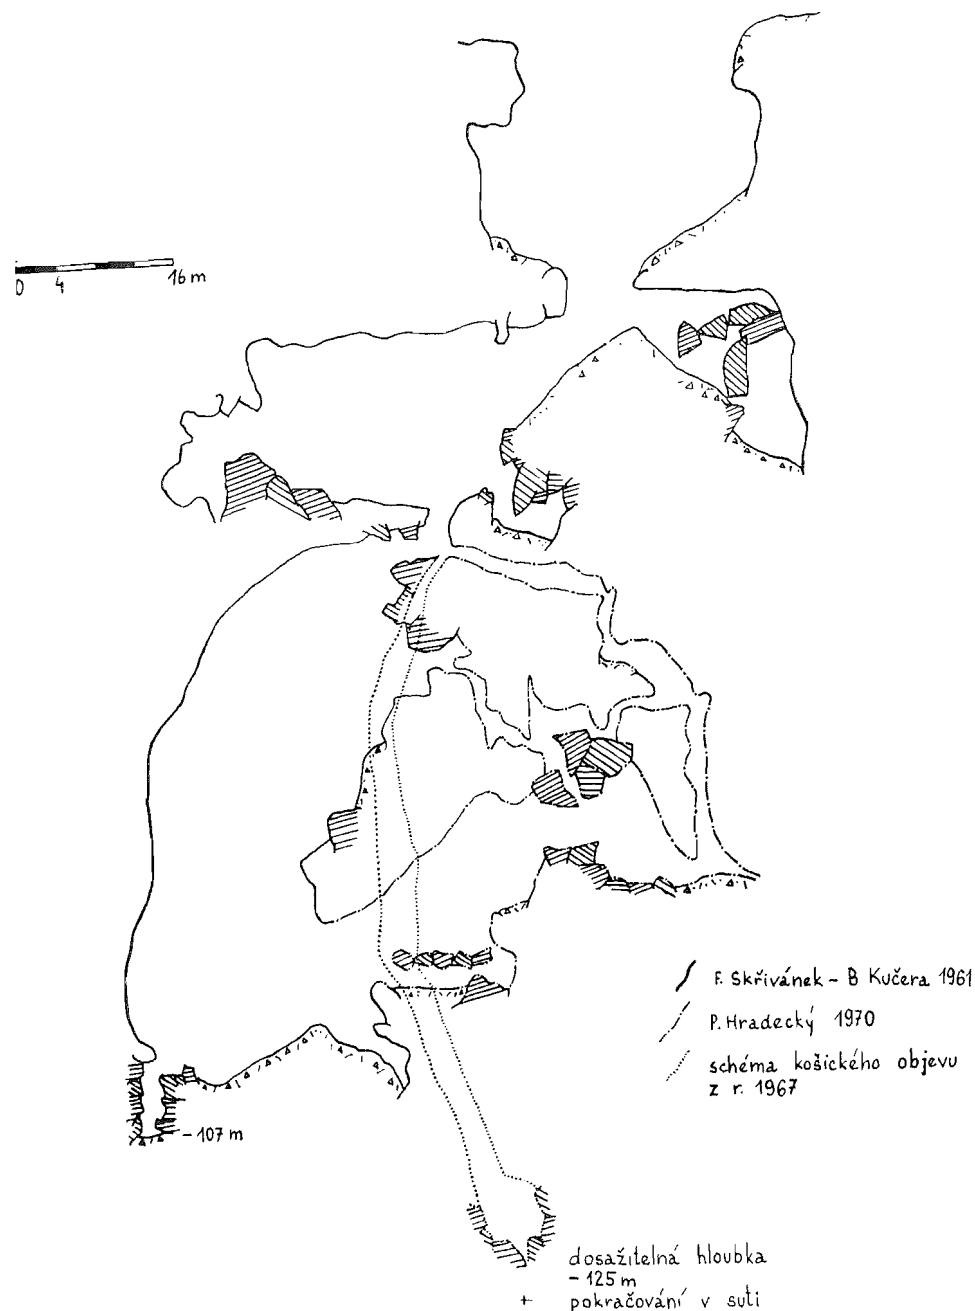 0 4 16 m
F. Skřivánek - B Kučera 1961
P. Hradecký 1970
schéma košického objevu
z r. 1967
- 107 m
dosažitelná hloubka
- 125 m
+ pokračování v suti